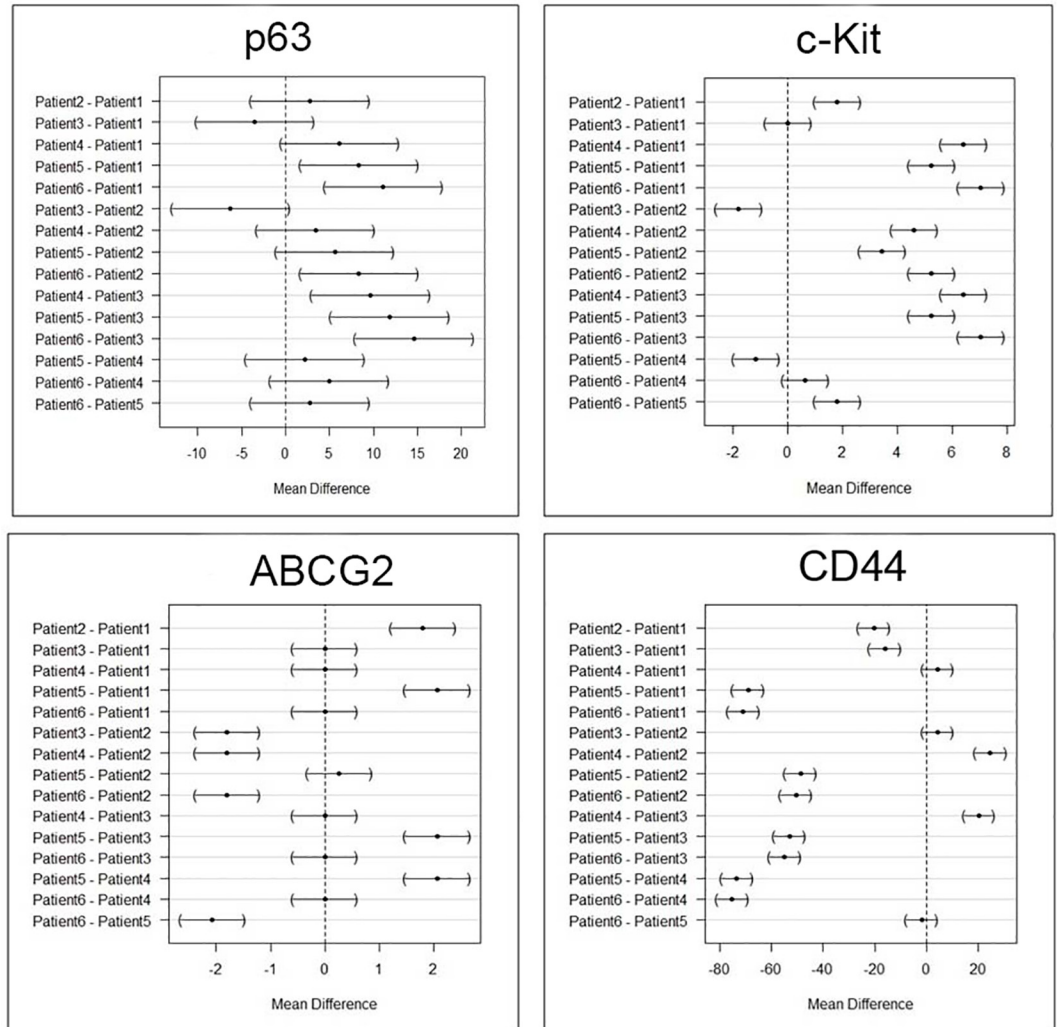 p63
Patient2 - Patient1
Patient3 - Patient1
Patient4 - Patient1
Patient5 - Patient1
Patient6 - Patient1
Patient3 - Patient2
Patient4 - Patient2
Patient5 - Patient2
Patient6 - Patient2
Patient4 - Patient3
Patient5 - Patient3
Patient6 - Patient3
Patient5 - Patient4
Patient6 - Patient4
Patient6 - Patient5
-10 -5 0 5 10 15 20
Mean Difference
c-Kit
Patient2 - Patient1
Patient3 - Patient1
Patient4 - Patient1
Patient5 - Patient1
Patient6 - Patient1
Patient3 - Patient2
Patient4 - Patient2
Patient5 - Patient2
Patient6 - Patient2
Patient4 - Patient3
Patient5 - Patient3
Patient6 - Patient3
Patient5 - Patient4
Patient6 - Patient4
Patient6 - Patient5
-2 0 2 4 6 8
Mean Difference
ABCG2
Patient2 - Patient1
Patient3 - Patient1
Patient4 - Patient1
Patient5 - Patient1
Patient6 - Patient1
Patient3 - Patient2
Patient4 - Patient2
Patient5 - Patient2
Patient6 - Patient2
Patient4 - Patient3
Patient5 - Patient3
Patient6 - Patient3
Patient5 - Patient4
Patient6 - Patient4
Patient6 - Patient5
-2 -1 0 1 2
Mean Difference
CD44
Patient2 - Patient1
Patient3 - Patient1
Patient4 - Patient1
Patient5 - Patient1
Patient6 - Patient1
Patient3 - Patient2
Patient4 - Patient2
Patient5 - Patient2
Patient6 - Patient2
Patient4 - Patient3
Patient5 - Patient3
Patient6 - Patient3
Patient5 - Patient4
Patient6 - Patient4
Patient6 - Patient5
-80 -60 -40 -20 0 20
Mean Difference